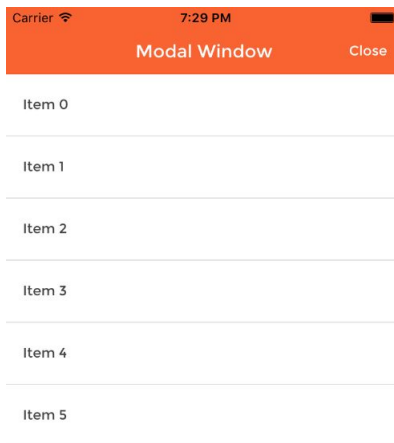 Carrier 7:29 PM
Modal Window Close
Item 0
Item 1
Item 2
Item 3
Item 4
Item 5